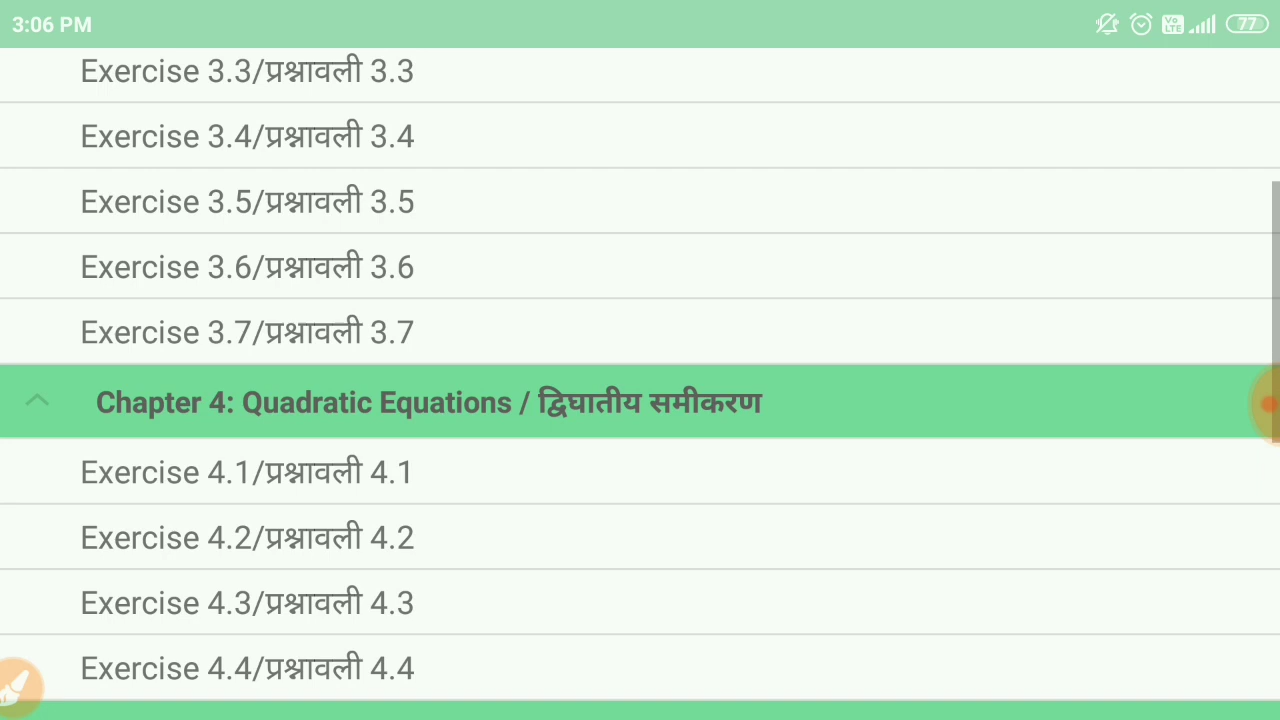 3:06 PM
Vo LTE 77
Exercise 3.3/प्रश्नावली 3.3
Exercise 3.4/प्रश्नावली 3.4
Exercise 3.5/प्रश्नावली 3.5
Exercise 3.6/प्रश्नावली 3.6
Exercise 3.7/प्रश्नावली 3.7
Chapter 4: Quadratic Equations / द्विघातीय समीकरण
Exercise 4.1/प्रश्नावली 4.1
Exercise 4.2/प्रश्नावली 4.2
Exercise 4.3/प्रश्नावली 4.3
Exercise 4.4/प्रश्नावली 4.4